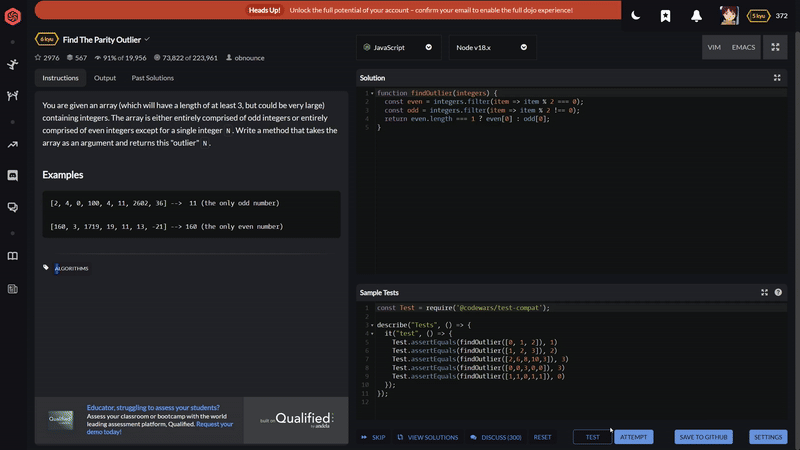 Heads Up! Unlock the full potential of your account – confirm your email to enable the full dojo experience!
5 kyu 372
6 kyu Find The Parity Outlier
2976 567 91% of 19,956 73,822 of 223,961 obnounce
JavaScript Node v18.x VIM EMACS
Instructions Output Past Solutions
You are given an array (which will have a length of at least 3, but could be very large)
containing integers. The array is either entirely comprised of odd integers or entirely
comprised of even integers except for a single integer N. Write a method that takes the
array as an argument and returns this "outlier" N.
Examples
[2, 4, 0, 100, 4, 11, 2602, 36] --> 11 (the only odd number)
[160, 3, 1719, 19, 11, 13, -21] --> 160 (the only even number)
ALGORITHMS
Educator, struggling to assess your students?
Assess your classroom or bootcamp with the world
leading assessment platform, Qualified. Request your
demo today!
Qualified
built on Qualified
by andela
Solution
1 function findOutlier(integers) {
2 const even = integers.filter(item => item % 2 === 0);
3 const odd = integers.filter(item => item % 2 !== 0);
4 return even.length === 1 ? even[0] : odd[0];
5 }
Sample Tests
1 const Test = require('@codewars/test-compat');
2
3 describe("Tests", () => {
4 it("test", () => {
5 Test.assertEquals(findOutlier([0, 1, 2]), 1)
6 Test.assertEquals(findOutlier([1, 2, 3]), 2)
7 Test.assertEquals(findOutlier([2,6,8,10,3]), 3)
8 Test.assertEquals(findOutlier([0,0,3,0,0]), 3)
9 Test.assertEquals(findOutlier([1,1,0,1,1]), 0)
10 });
11 });
12
SKIP VIEW SOLUTIONS DISCUSS (300) RESET TEST ATTEMPT SAVE TO GITHUB SETTINGS